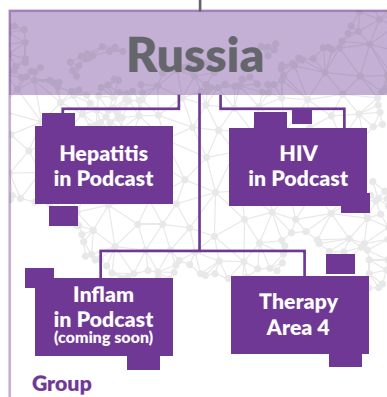 Russia
Hepatitis
in Podcast
HIV
in Podcast
Inflam
in Podcast
(coming soon)
Therapy
Area 4
Group